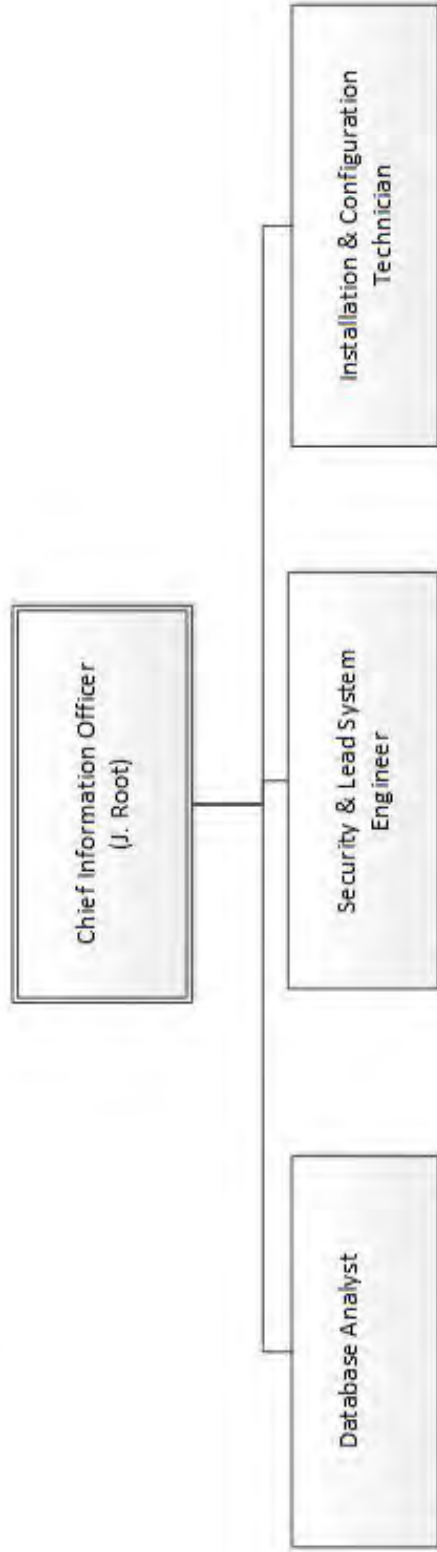 Chief Information Officer
(J. Root)
Database Analyst
Security & Lead System
Engineer
Installation & Configuration
Technician